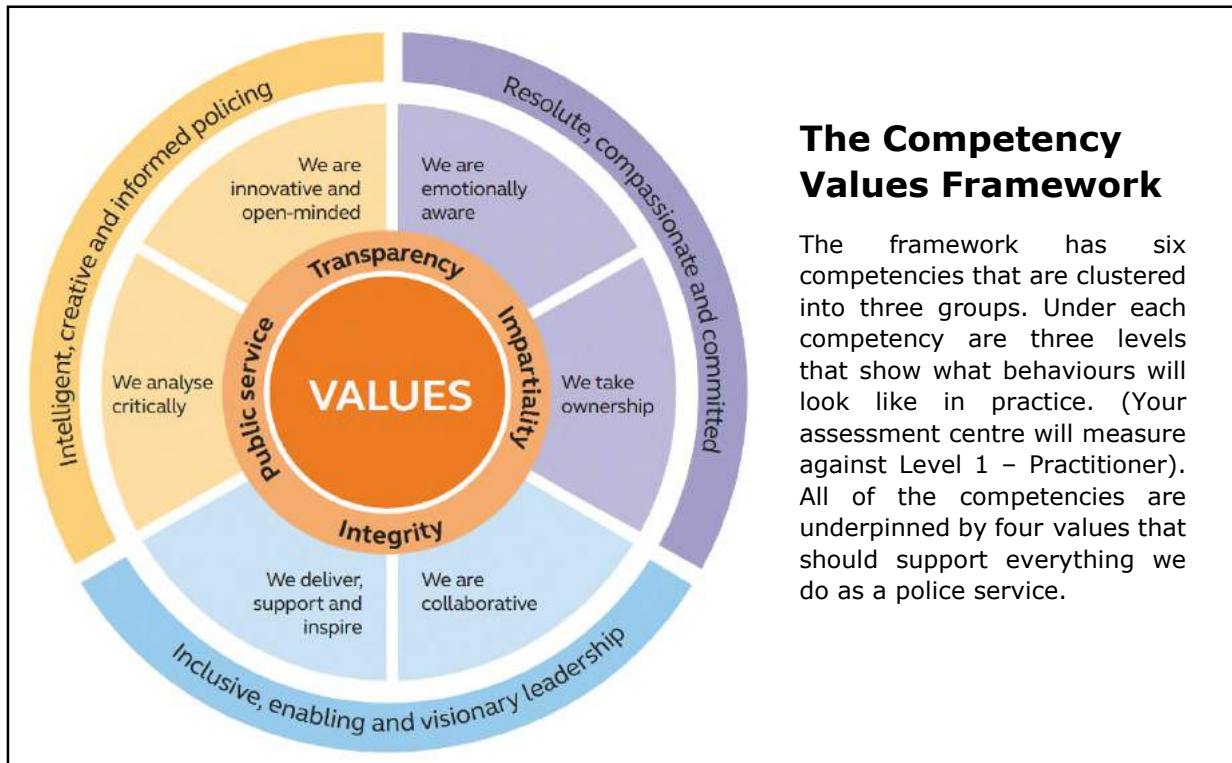 Intelligent, creative and informed policing
Resolute, compassionate and committed
Inclusive, enabling and visionary leadership
We are
innovative and
open-minded
We are
emotionally
aware
We analyse
critically
We take
ownership
We deliver,
support and
inspire
We are
collaborative
Transparency
Impartiality
Public service
Integrity
VALUES
The Competency
Values Framework
The framework has six
competencies that are clustered
into three groups. Under each
competency are three levels
that show what behaviours will
look like in practice. (Your
assessment centre will measure
against Level 1 – Practitioner).
All of the competencies are
underpinned by four values that
should support everything we
do as a police service.